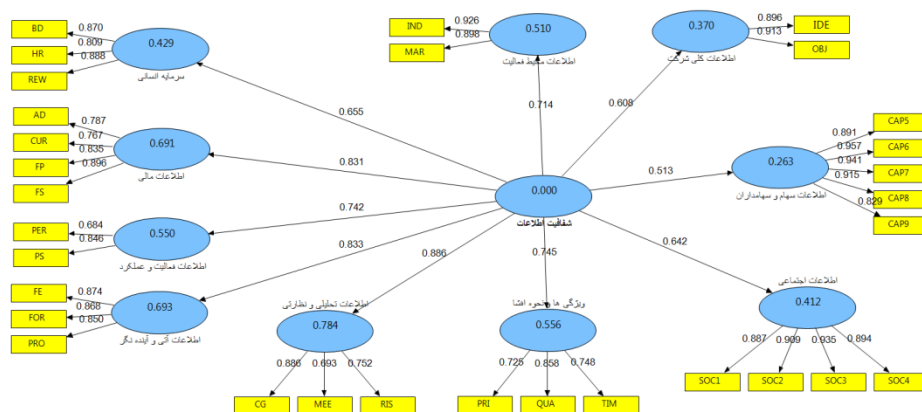 BD
0.870
HR
0.809
REW
0.888
0.429
سرمایه انسانی
IND
0.926
MAR
0.898
0.510
اطلاعات محیط فعالیت
0.370
اطلاعات کلی شرکت
0.896
IDE
0.913
OBJ
0.655
0.714
0.608
AD
0.787
CUR
0.767
FP
0.835
FS
0.896
0.691
اطلاعات مالی
0.831
0.513
0.263
اطلاعات سهام و سهامداران
0.891
CAP5
0.957
CAP6
0.941
CAP7
0.915
CAP8
0.829
CAP9
0.000
شفافیت اطلاعات
PER
0.684
PS
0.846
0.550
اطلاعات فعالیت و عملکرد
0.742
0.833
0.886
0.745
0.642
FE
0.874
FOR
0.868
PRO
0.850
0.693
اطلاعات آتی و آینده نگر
اطلاعات تحلیلی و نظارتی
0.784
0.886
0.693
0.752
CG
MEE
RIS
ویژگی ها و نحوه افشا
0.556
0.725
0.858
0.748
PRI
QUA
TIM
اطلاعات اجتماعی
0.412
0.887
0.909
0.935
0.894
SOC1
SOC2
SOC3
SOC4